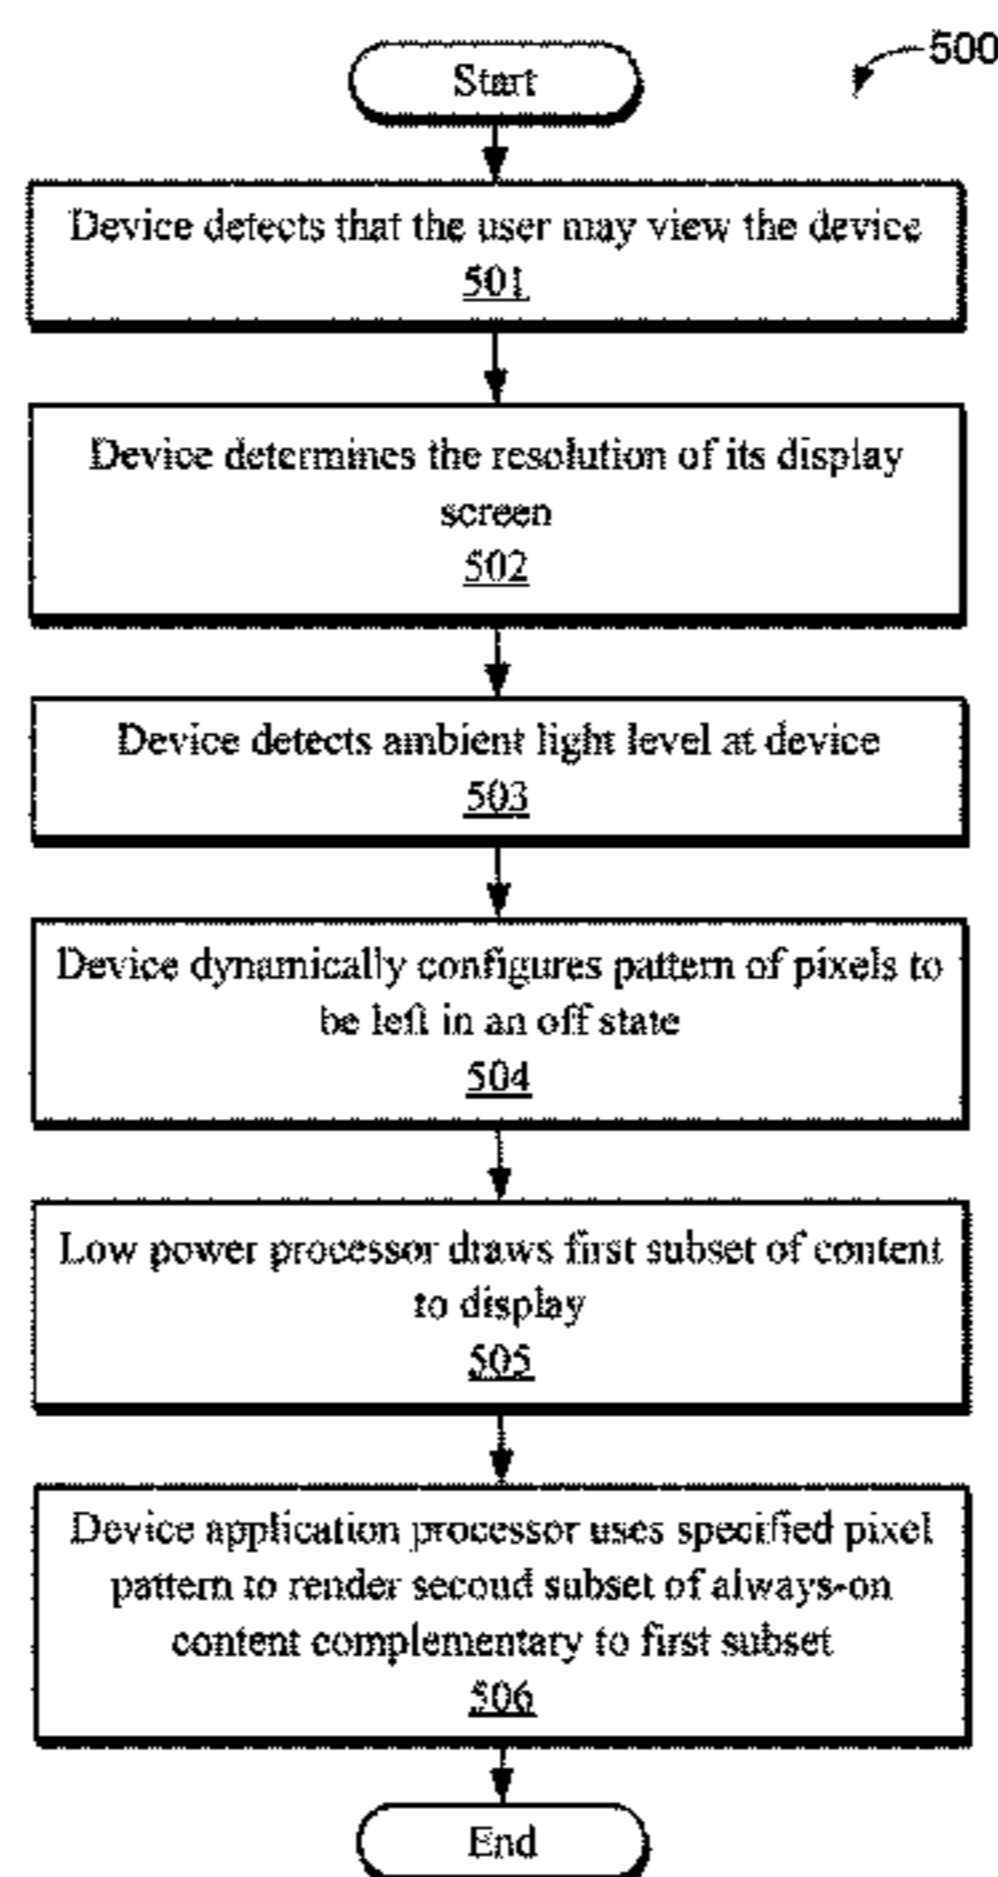 500
Start
Device detects that the user may view the device
501
Device determines the resolution of its display
screen
502
Device detects ambient light level at device
503
Device dynamically configures pattern of pixels to
be left in an off state
504
Low power processor draws first subset of content
to display
505
Device application processor uses specified pixel
pattern to render second subset of always-on
content complementary to first subset
506
End